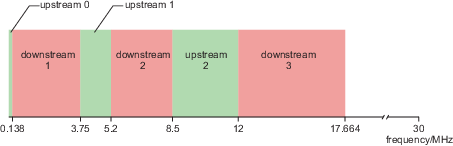 upstream 0
upstream 1
downstream
1
downstream
2
upstream
2
downstream
3
0.138
3.75
5.2
8.5
12
17.664
30
frequency/MHz